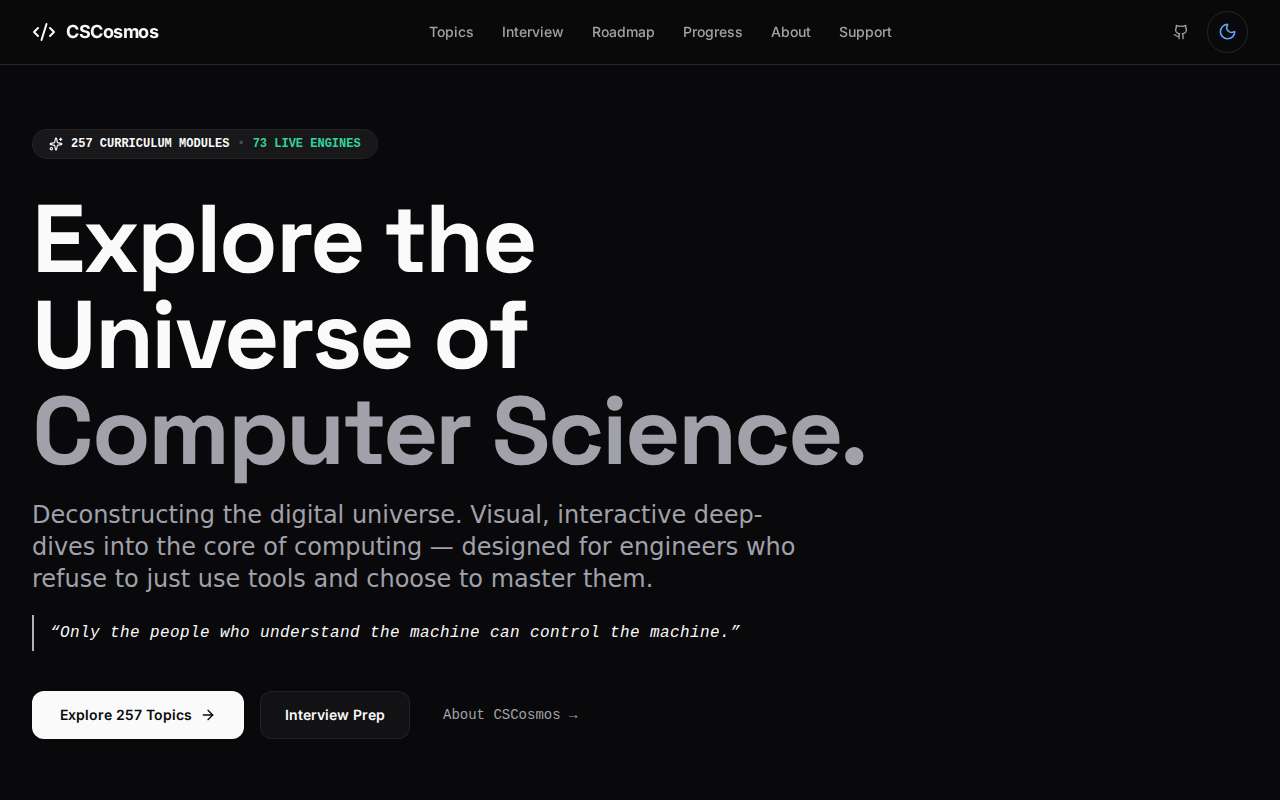 CSCosmos
Topics Interview Roadmap Progress About Support
257 CURRICULUM MODULES • 73 LIVE ENGINES
Explore the
Universe of
Computer Science.
Deconstructing the digital universe. Visual, interactive deep-
dives into the core of computing — designed for engineers who
refuse to just use tools and choose to master them.
“Only the people who understand the machine can control the machine.”
Explore 257 Topics → Interview Prep About CSCosmos →